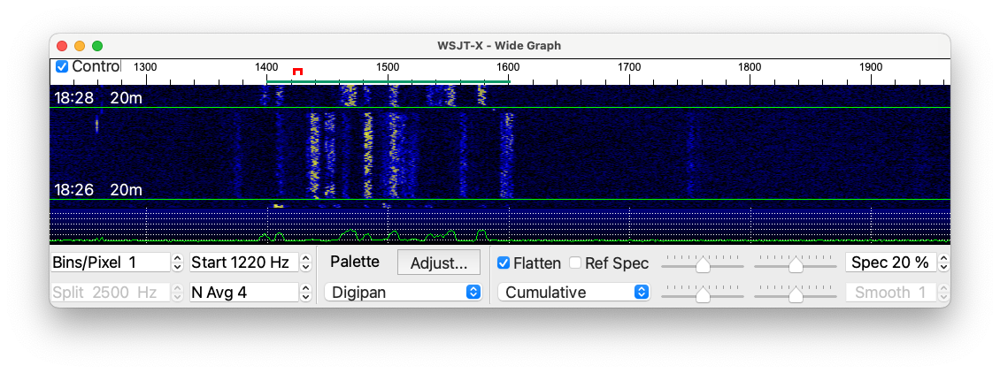 WSJT-X - Wide Graph
Contro 1300 1400 1500 1600 1700 1800 1900
18:28 20m
18:26 20m
Bins/Pixel 1 Start 1220 Hz Palette Adjust... Flatten Ref Spec Spec 20 %
Split 2500 Hz N Avg 4 Digipan Cumulative Smooth 1